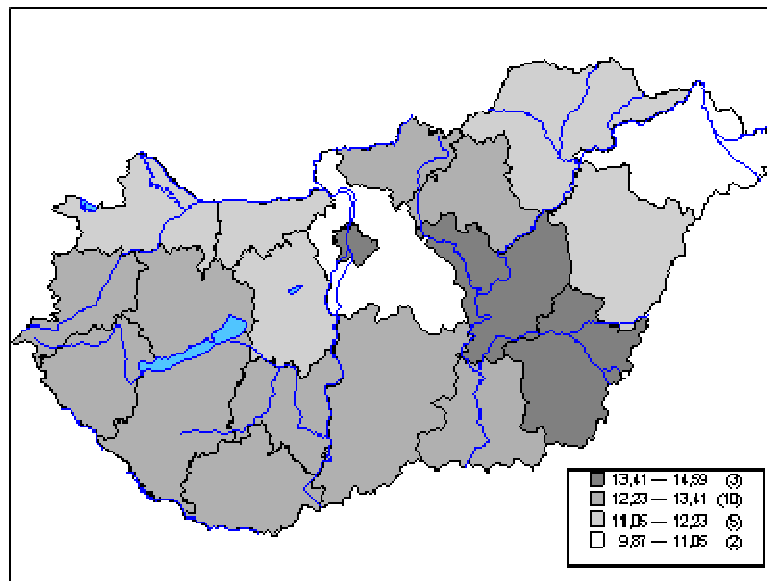 13,41 — 14,59 (3)
12,23 — 13,41 (10)
11,05 — 12,23 (5)
9,87 — 11,05 (2)